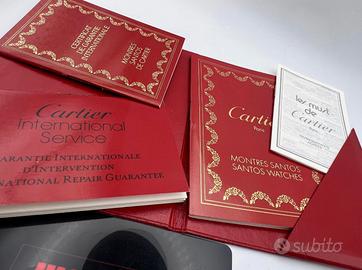 CERTIFICAT
DE GARANTIE
INTERNATIONALE
MONTRES
SANTOS
DE CARTIER
Cartier
International
Service
GARANTIE INTERNATIONALE
D'INTERVENTION
INTERNATIONAL REPAIR GUARANTEE
Cartier
Paris
MONTRES SANTOS
SANTOS WATCHES
les must
de
Cartier
subito